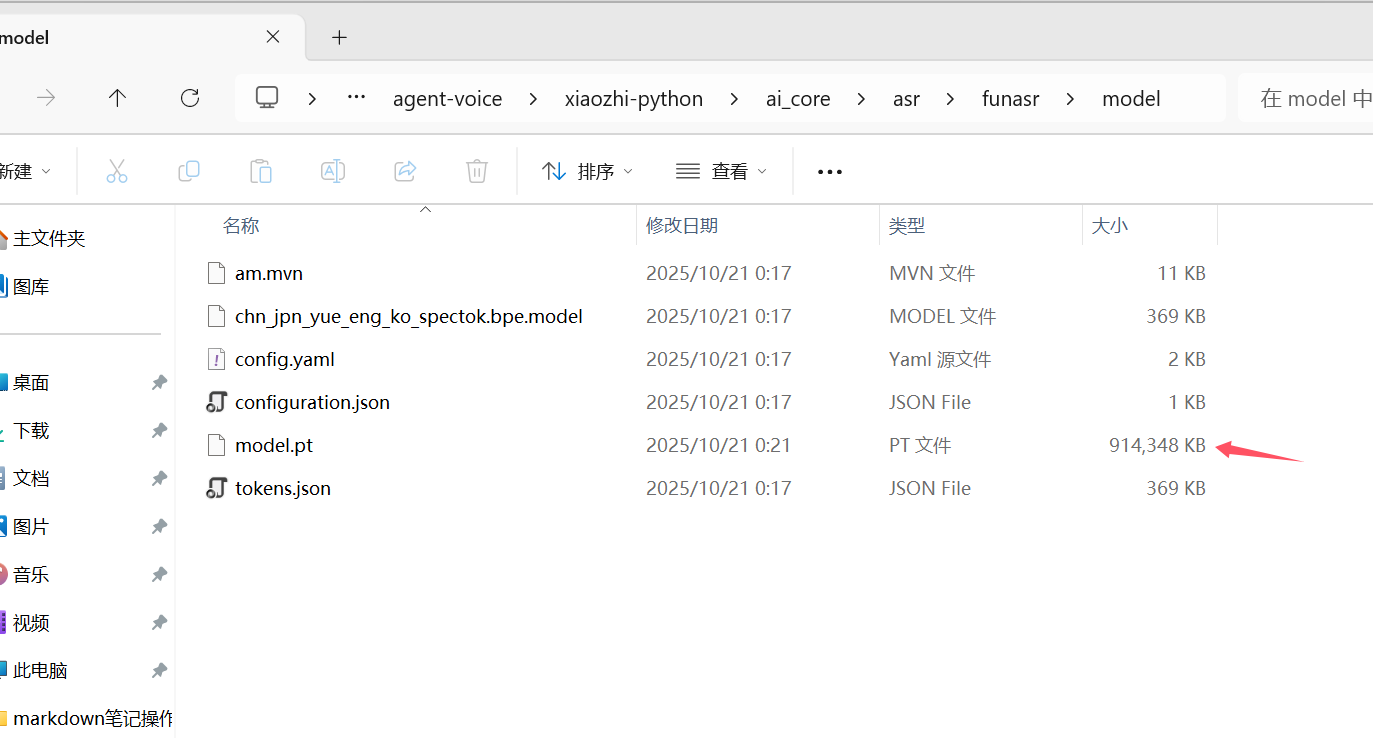 model
agent-voice xiaozhi-python ai_core asr funasr model 在 model 中
新建 排序 查看
名称 修改日期 类型 大小
主文件夹
图库
桌面
下载
文档
图片
音乐
视频
此电脑
markdown笔记操作
am.mvn 2025/10/21 0:17 MVN 文件 11 KB
chn_jpn_yue_eng_ko_spectok.bpe.model 2025/10/21 0:17 MODEL 文件 369 KB
config.yaml 2025/10/21 0:17 Yaml 源文件 2 KB
configuration.json 2025/10/21 0:17 JSON File 1 KB
model.pt 2025/10/21 0:21 PT 文件 914,348 KB
tokens.json 2025/10/21 0:17 JSON File 369 KB